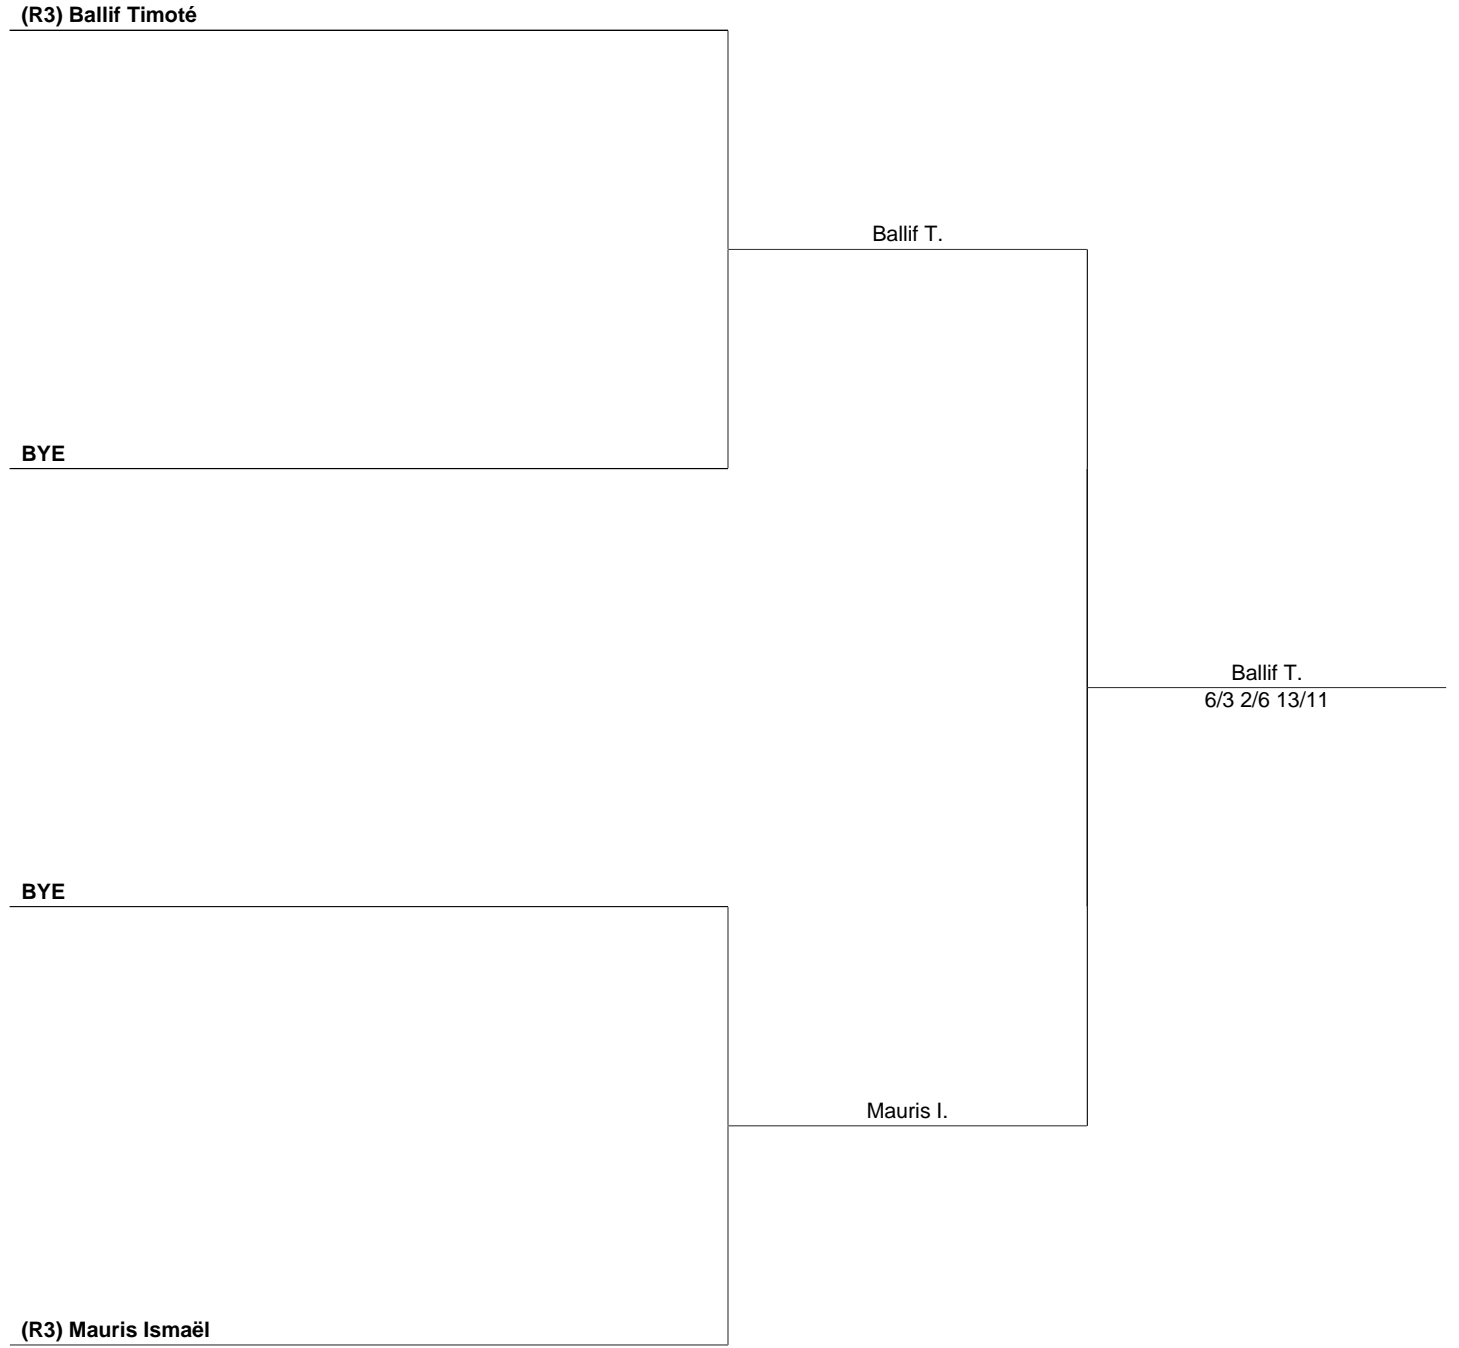 (R3) Ballif Timoté
Ballif T.
BYE
Ballif T.
6/3 2/6 13/11
BYE
Mauris I.
(R3) Mauris Ismaël